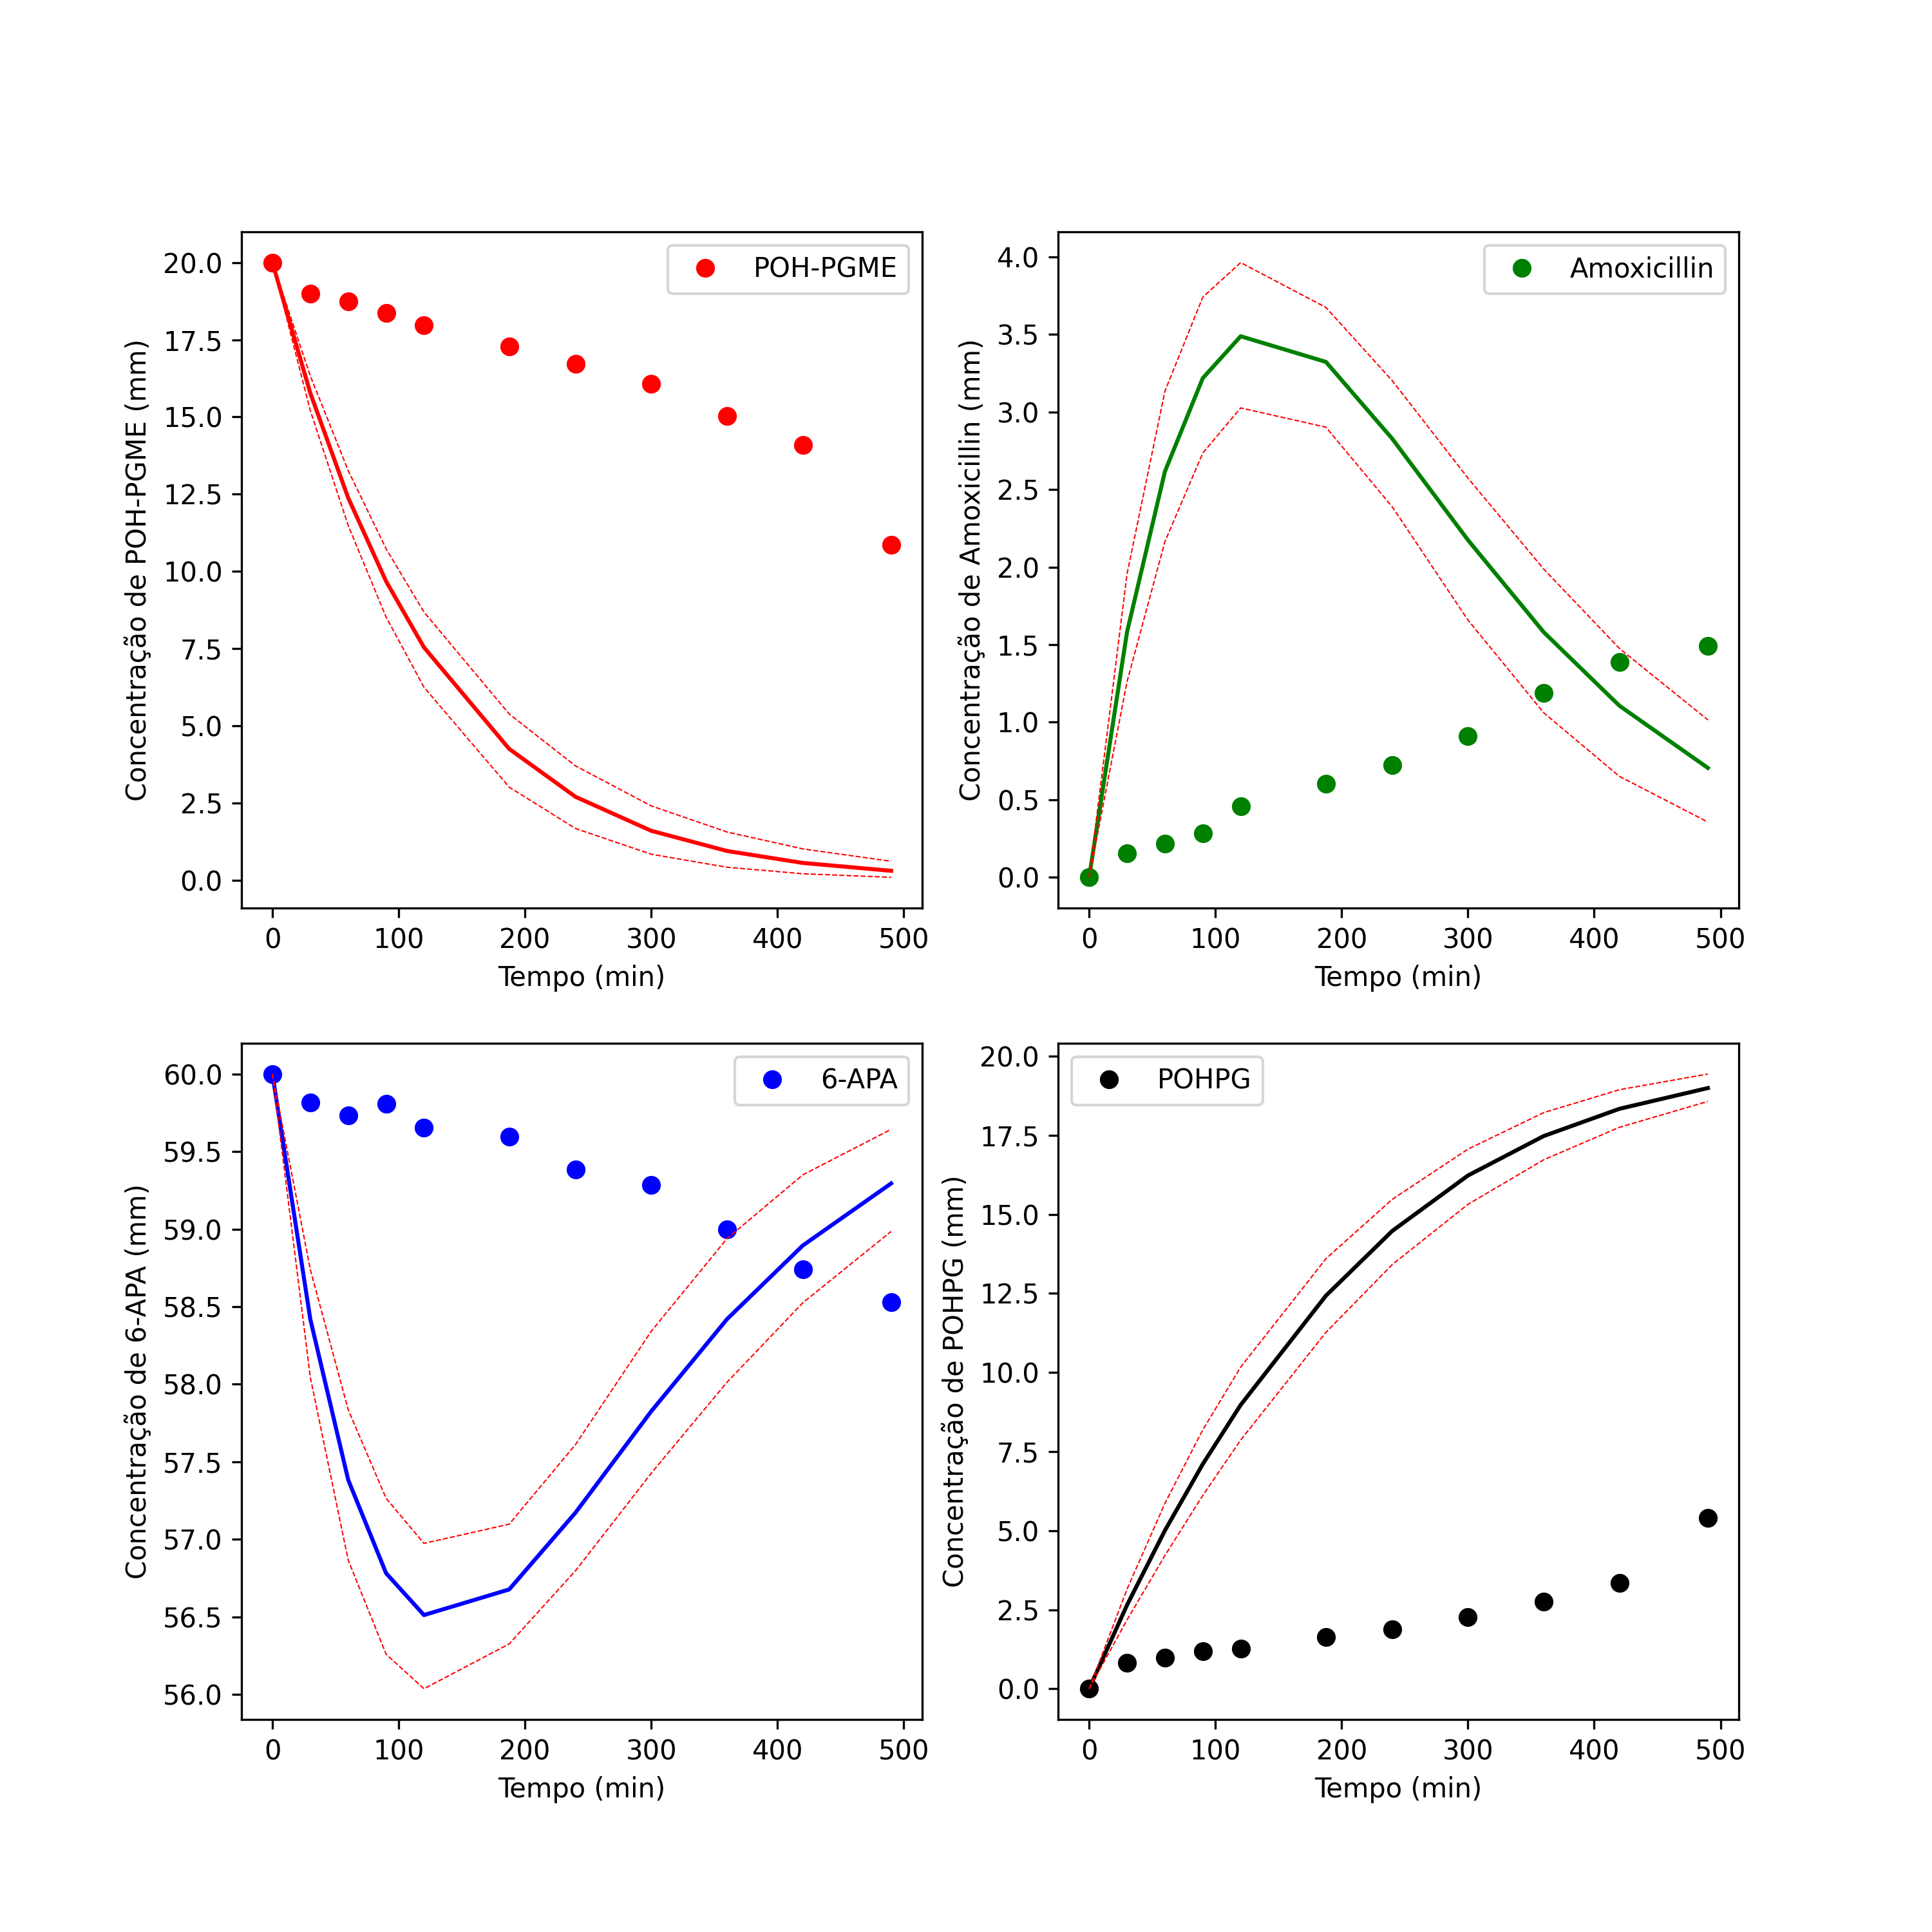 POH-PGME
Concentração de POH-PGME (mm)
20.0
17.5
15.0
12.5
10.0
7.5
5.0
2.5
0.0
0 100 200 300 400 500
Tempo (min)
Amoxicillin
Concentração de Amoxicillin (mm)
4.0
3.5
3.0
2.5
2.0
1.5
1.0
0.5
0.0
0 100 200 300 400 500
Tempo (min)
6-APA
Concentração de 6-APA (mm)
60.0
59.5
59.0
58.5
58.0
57.5
57.0
56.5
56.0
0 100 200 300 400 500
Tempo (min)
POHPG
Concentração de POHPG (mm)
20.0
17.5
15.0
12.5
10.0
7.5
5.0
2.5
0.0
0 100 200 300 400 500
Tempo (min)